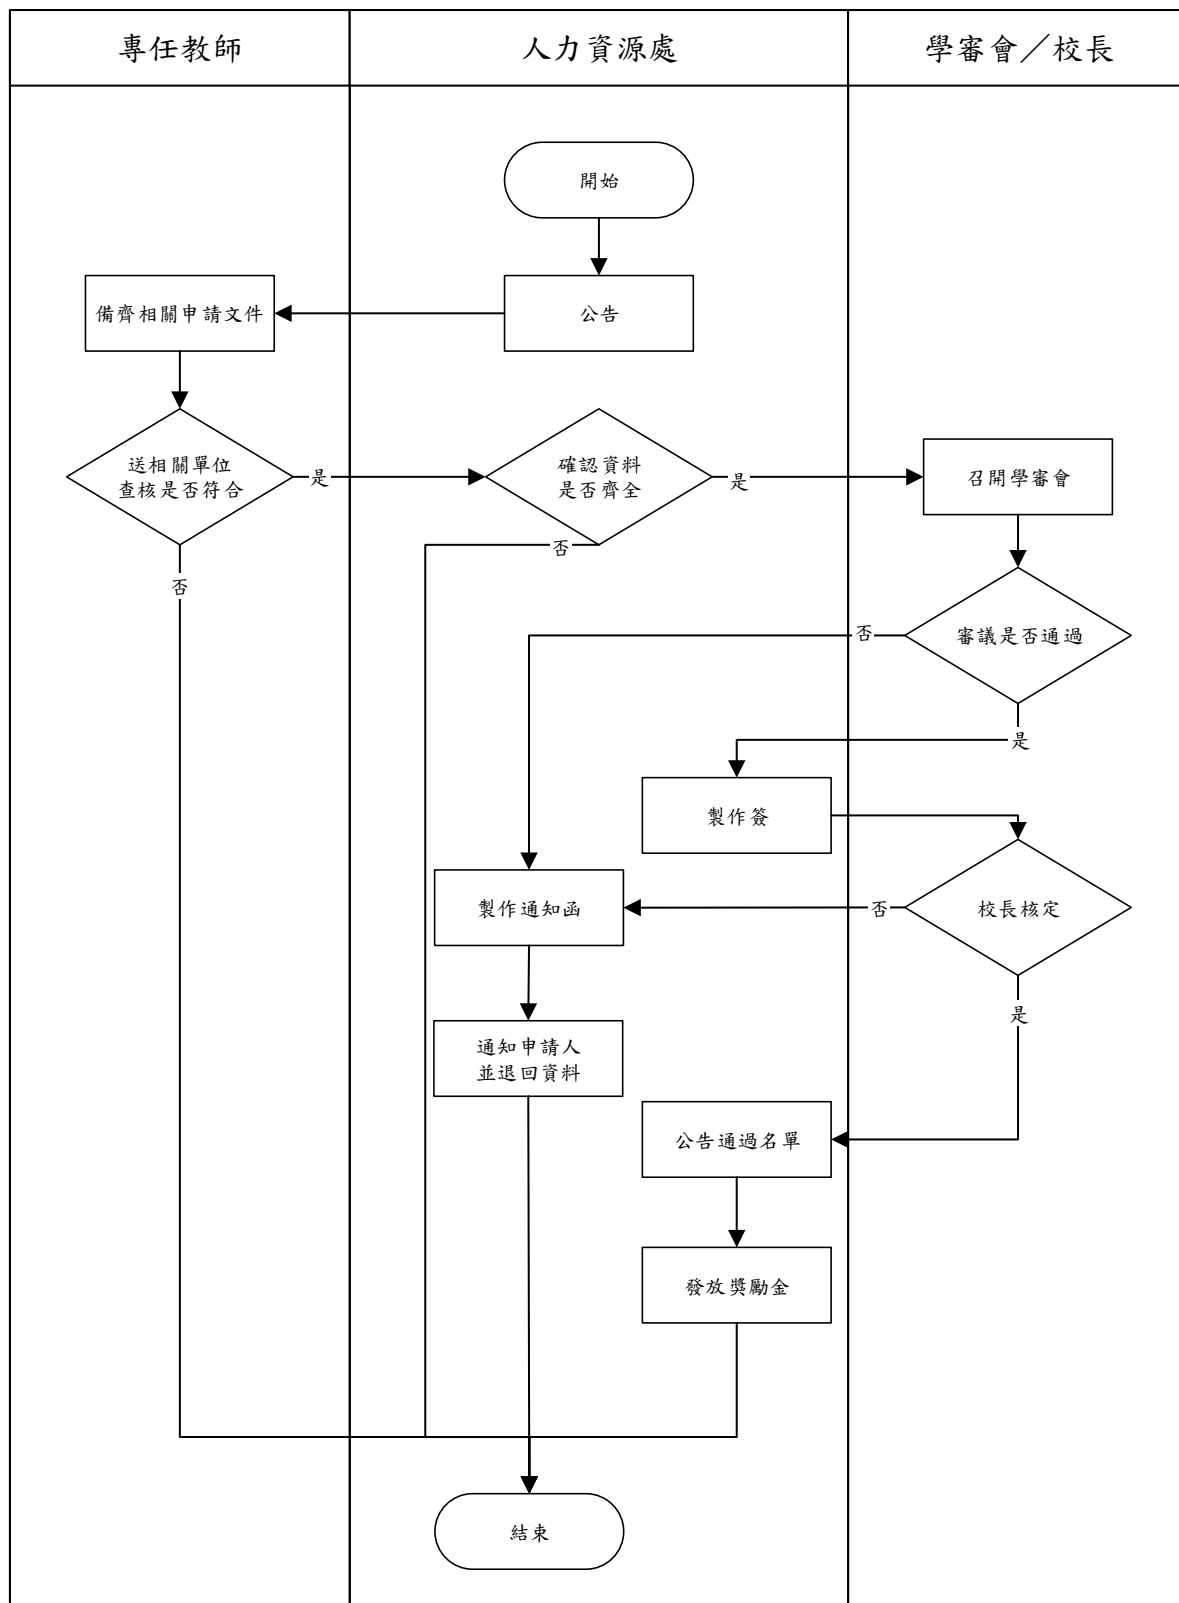 專任教師
人力資源處
學審會／校長
開始
備齊相關申請文件
公告
送相關單位
查核是否符合
是
確認資料
是否齊全
是
召開學審會
否
否
審議是否通過
否
是
製作簽
製作通知函
否
校長核定
是
通知申請人
並退回資料
公告通過名單
發放獎勵金
結束